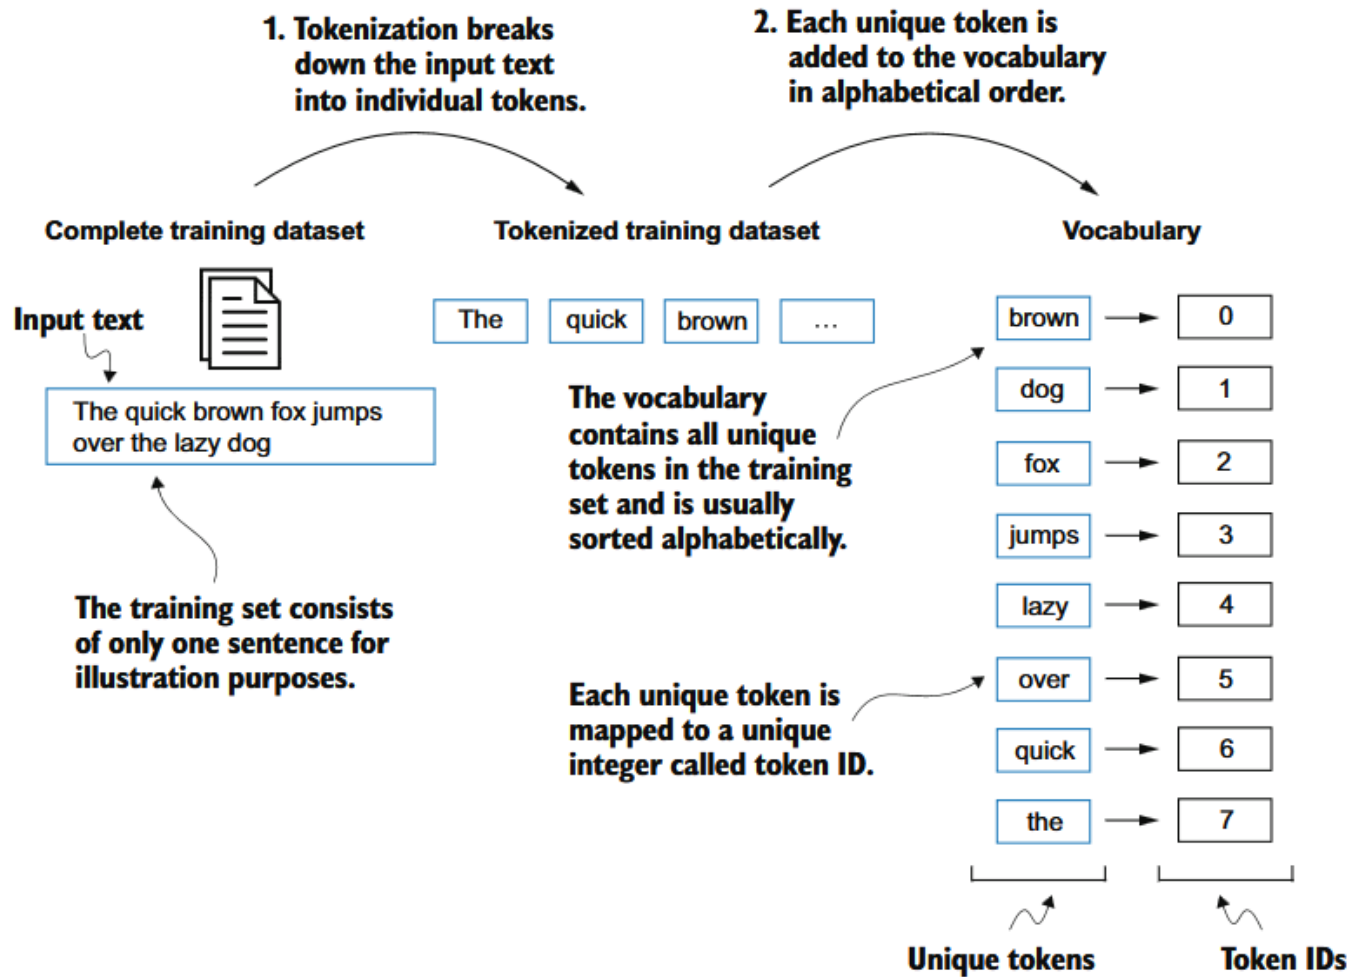 1. Tokenization breaks
down the input text
into individual tokens.
2. Each unique token is
added to the vocabulary
in alphabetical order.
Complete training dataset
Tokenized training dataset
Vocabulary
Input text
The quick brown fox jumps
over the lazy dog
The training set consists
of only one sentence for
illustration purposes.
The quick brown ...
The vocabulary
contains all unique
tokens in the training
set and is usually
sorted alphabetically.
Each unique token is
mapped to a unique
integer called token ID.
brown 0
dog 1
fox 2
jumps 3
lazy 4
over 5
quick 6
the 7
Unique tokens
Token IDs